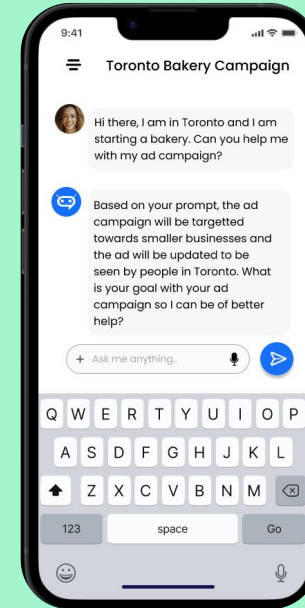 9:41
Toronto Bakery Campaign
Hi there, I am in Toronto and I am
starting a bakery. Can you help me
with my ad campaign?
Based on your prompt, the ad
campaign will be targetted
towards smaller businesses and
the ad will be updated to be
seen by people in Toronto. What
is your goal with your ad
campaign so I can be of better
help?
+ Ask me anything..
Q W E R T Y U I O P
A S D F G H J K L
Z X C V B N M
123 space Go